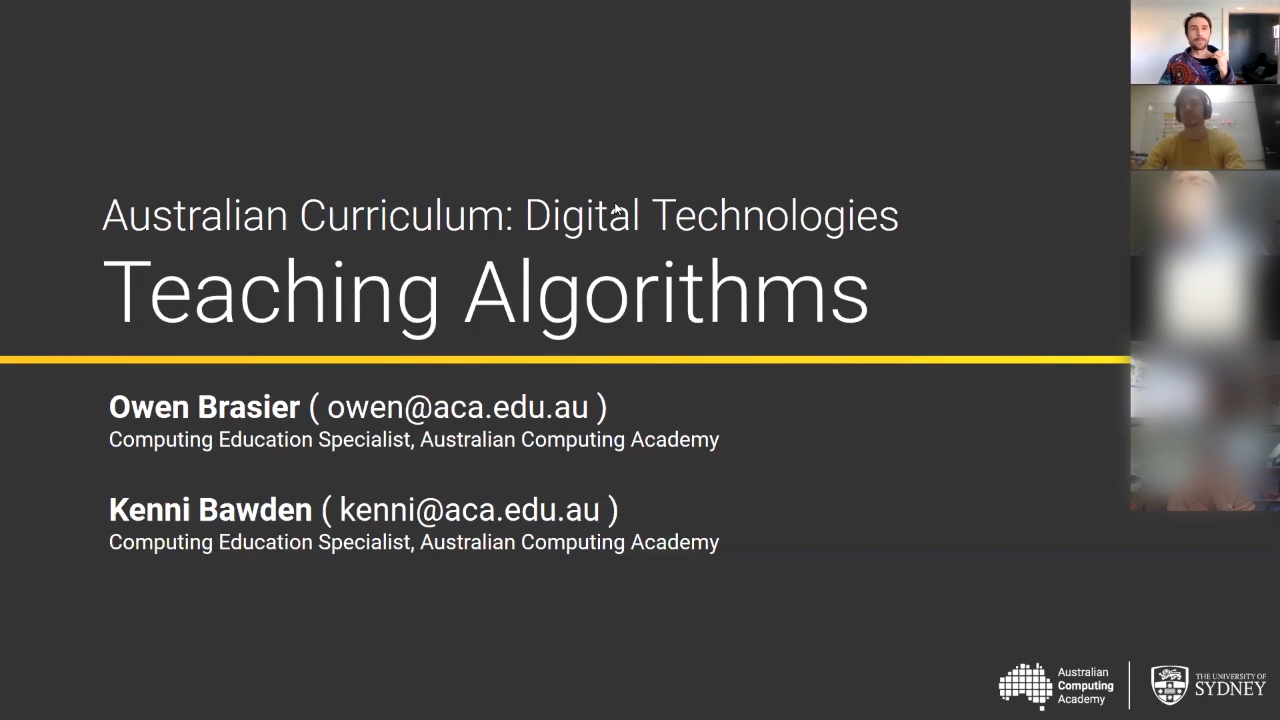 Australian Curriculum: Digital Technologies
Teaching Algorithms
Owen Brasier ( owen@aca.edu.au )
Computing Education Specialist, Australian Computing Academy
Kenni Bawden ( kenni@aca.edu.au )
Computing Education Specialist, Australian Computing Academy
Australian
Computing
Academy
THE UNIVERSITY OF
SYDNEY